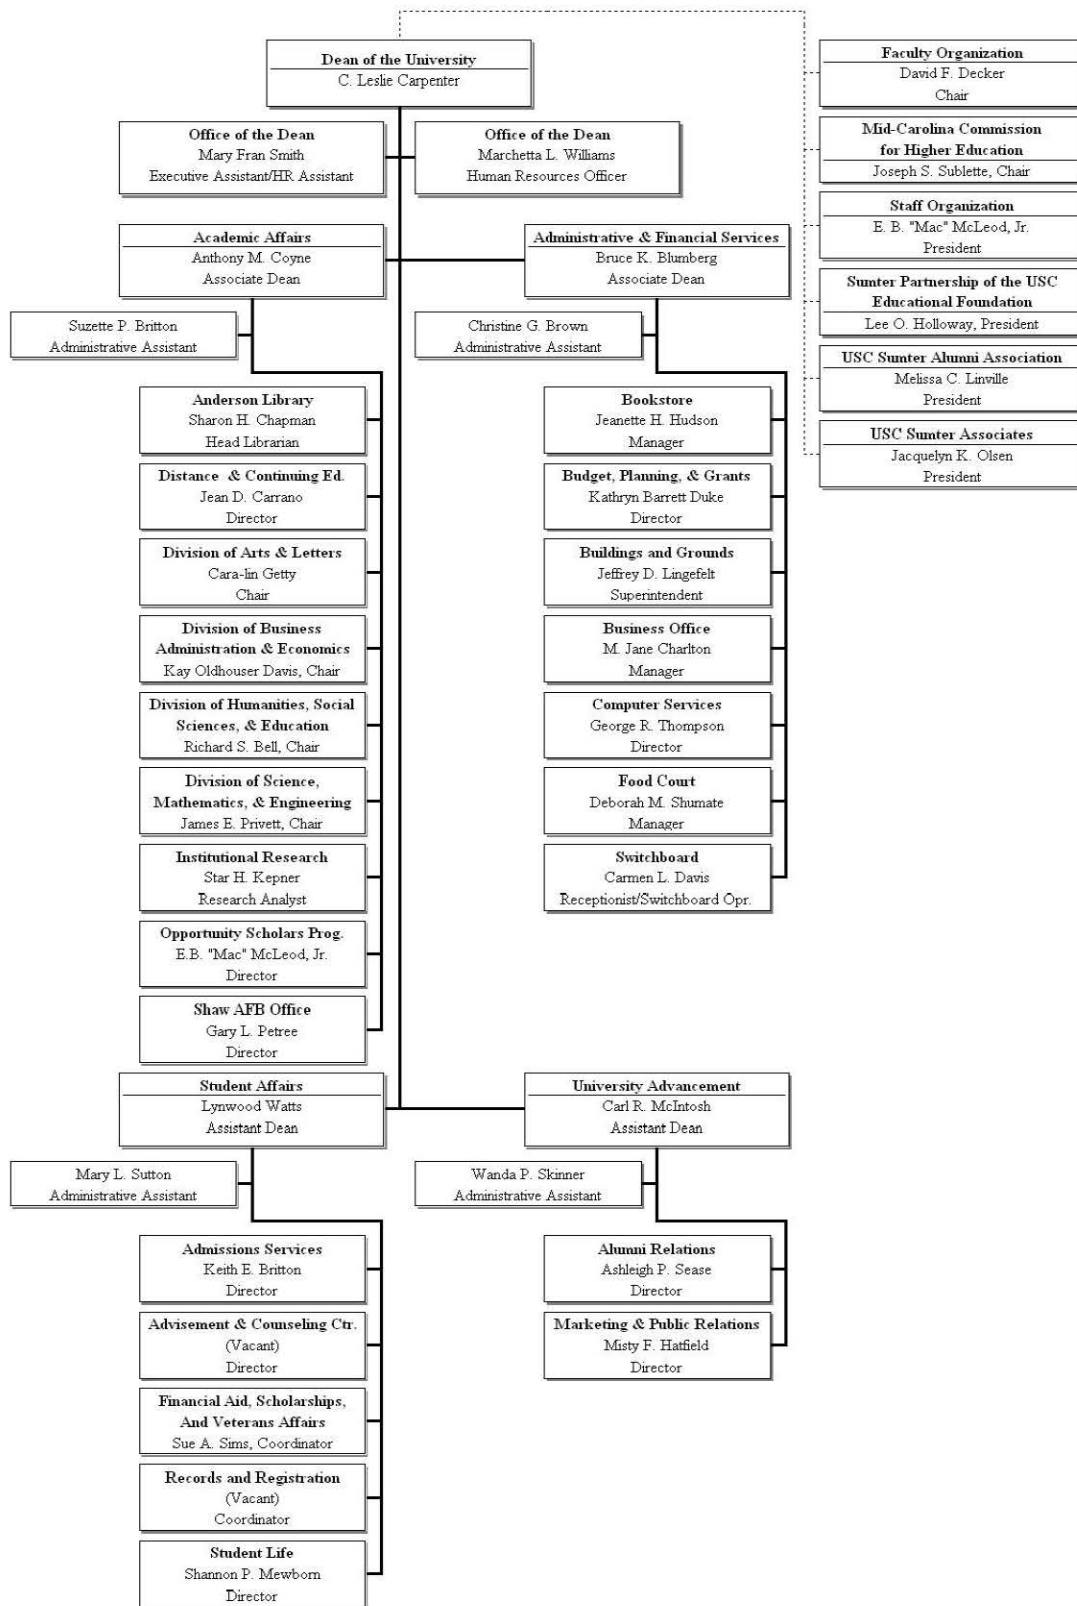 Dean of the University
C. Leslie Carpenter
Office of the Dean
Mary Fran Smith
Executive Assistant/HR Assistant
Office of the Dean
Marchetta L. Williams
Human Resources Officer
Academic Affairs
Anthony M. Coyne
Associate Dean
Administrative & Financial Services
Bruce K. Blumberg
Associate Dean
Suzette P. Britton
Administrative Assistant
Christine G. Brown
Administrative Assistant
Anderson Library
Sharon H. Chapman
Head Librarian
Distance & Continuing Ed.
Jean D. Carrano
Director
Division of Arts & Letters
Cara-lin Getty
Chair
Division of Business
Administration & Economics
Kay Oldhouser Davis, Chair
Division of Humanities, Social
Sciences, & Education
Richard S. Bell, Chair
Division of Science,
Mathematics, & Engineering
James E. Privett, Chair
Institutional Research
Star H. Kepner
Research Analyst
Opportunity Scholars Prog.
E.B. "Mac" McLeod, Jr.
Director
Shaw AFB Office
Gary L. Petree
Director
Bookstore
Jeanette H. Hudson
Manager
Budget, Planning, & Grants
Kathryn Barrett Duke
Director
Buildings and Grounds
Jeffrey D. Lingefelt
Superintendent
Business Office
M. Jane Charlton
Manager
Computer Services
George R. Thompson
Director
Food Court
Deborah M. Shumate
Manager
Switchboard
Carmen L. Davis
Receptionist/Switchboard Opr.
Student Affairs
Lynwood Watts
Assistant Dean
University Advancement
Carl R. McIntosh
Assistant Dean
Mary L. Sutton
Administrative Assistant
Wanda P. Skinner
Administrative Assistant
Admissions Services
Keith E. Britton
Director
Advisement & Counseling Ctr.
(Vacant)
Director
Financial Aid, Scholarships,
And Veterans Affairs
Sue A. Sims, Coordinator
Records and Registration
(Vacant)
Coordinator
Student Life
Shannon P. Mewborn
Director
Alumni Relations
Ashleigh P. Sease
Director
Marketing & Public Relations
Misty F. Hatfield
Director
Faculty Organization
David F. Decker
Chair
Mid-Carolina Commission
for Higher Education
Joseph S. Sublette, Chair
Staff Organization
E. B. "Mac" McLeod, Jr.
President
Sumter Partnership of the USC
Educational Foundation
Lee O. Holloway, President
USC Sumter Alumni Association
Melissa C. Linville
President
USC Sumter Associates
Jacquelyn K. Olsen
President